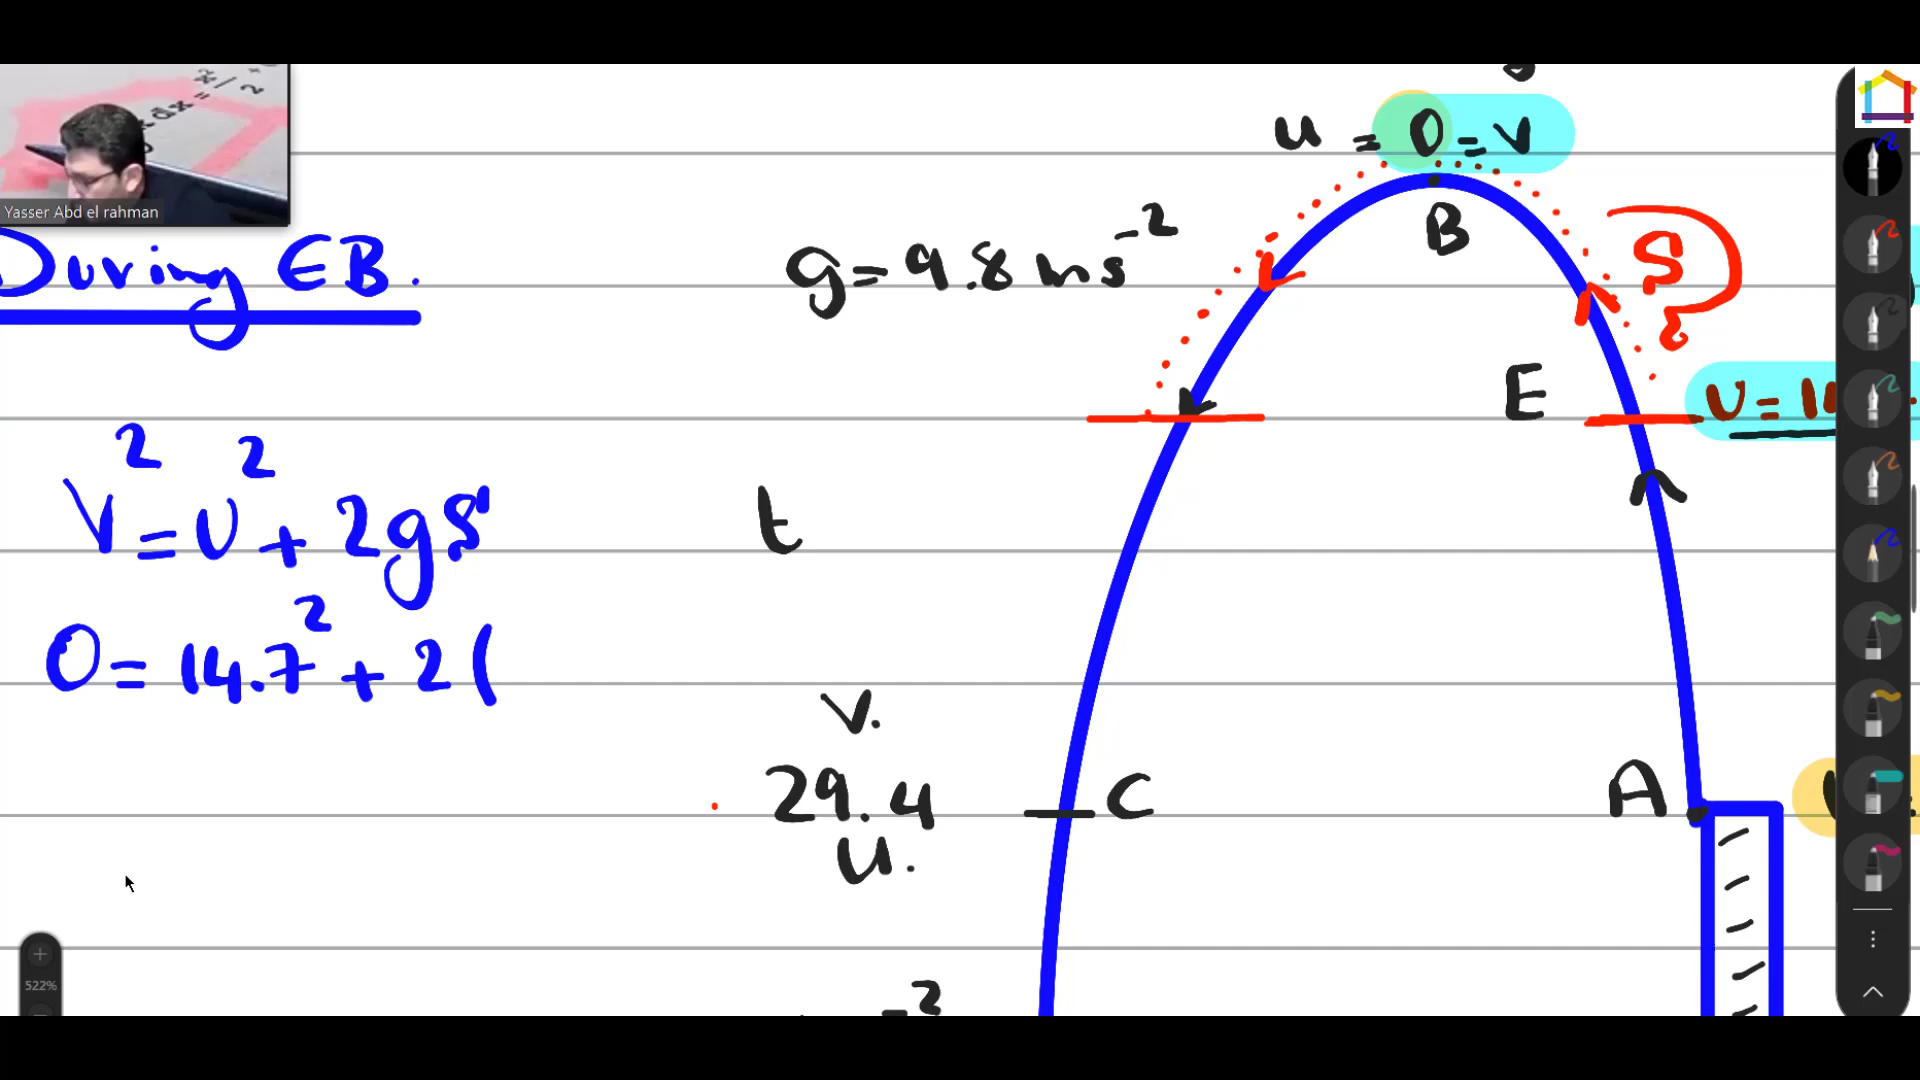 Yasser Abd el rahman
During EB.
V² = U² + 2gS
0 = 14.7² + 2(
u = 0 = v
g = 9.8 ms⁻²
B
S
E
t
V.
29.4
U.
C
A
522%